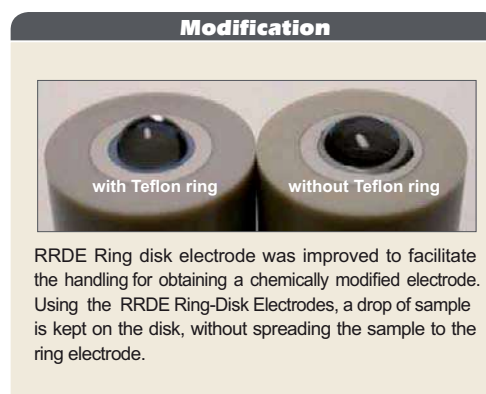 Modification
with Teflon ring without Teflon ring
RRDE Ring disk electrode was improved to facilitate
the handling for obtaining a chemically modified electrode.
Using the RRDE Ring-Disk Electrodes, a drop of sample
is kept on the disk, without spreading the sample to the
ring electrode.